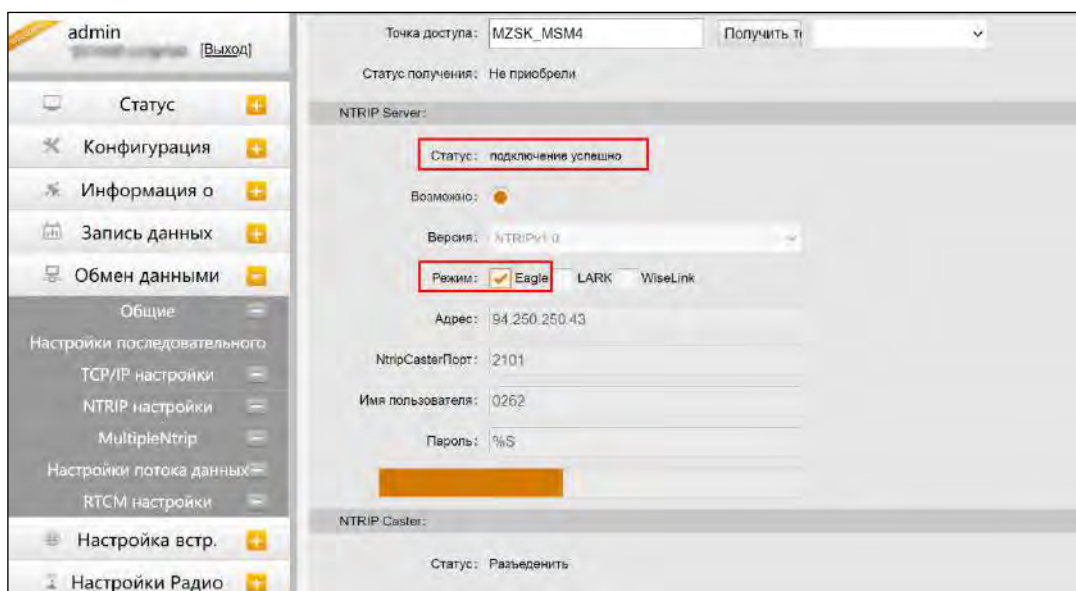 admin
[Выход]
Статус
Конфигурация
Информация о
Запись данных
Обмен данными
Общие
Настройки последовательного
TCP/IP настройки
NTRIP настройки
MultipleNtrip
Настройки потока данных
RTCM настройки
Настройка встр.
Настройки Радио
Точка доступа: MZSK_MSM4 Получить т
Статус получения: Не приобрели
NTRIP Server:
Статус: подключение успешно
Возможно:
Версия: NTRIPv1.0
Режим: Eagle LARK WiseLink
Адрес: 94.250.250.43
NtripCasterПорт: 2101
Имя пользователя: 0262
Пароль: %S
NTRIP Caster:
Статус: Разъеденить